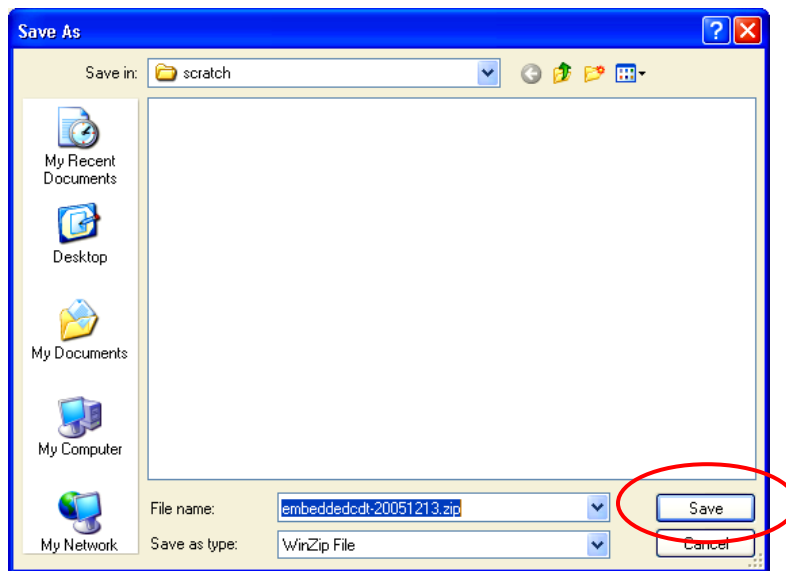 Save As
Save in: scratch
My Recent
Documents
Desktop
My Documents
My Computer
My Network
File name: embeddedcdt-20051213.zip Save
Save as type: WinZip File Cancel